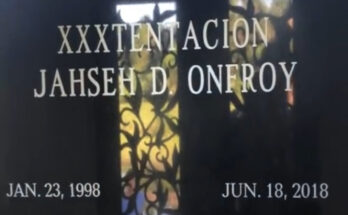 XXXTENTACION
JAHSEH D. ONFROY
JAN. 23, 1998 JUN. 18, 2018